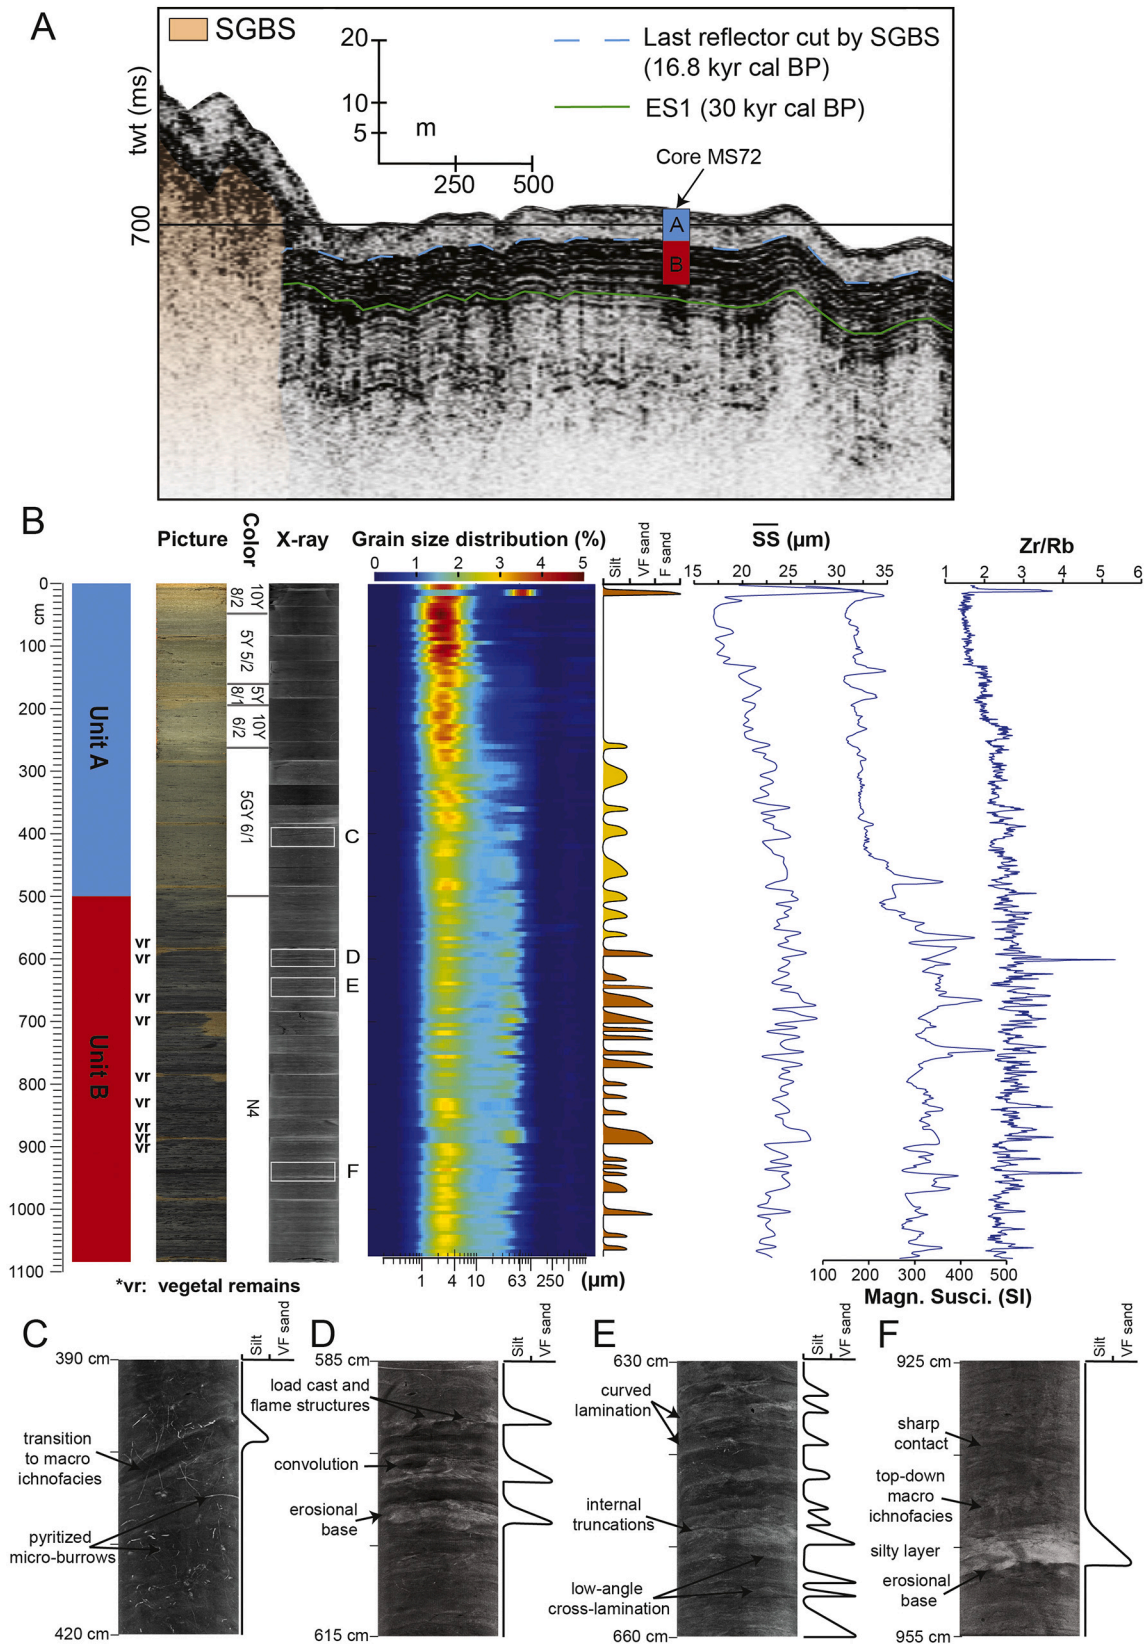 A
SGBS
20
10
5
m
250
500
Last reflector cut by SGBS
(16.8 kyr cal BP)
ES1 (30 kyr cal BP)
Core MS72
twt (ms)
700
A
B
B
Picture
Color
X-ray
Grain size distribution (%)
0 1 2 3 4 5
Silt
VF sand
F sand
SS (µm)
15 20 25 30 35
Zr/Rb
1 2 3 4 5 6
0
cm
100
200
300
400
500
600
700
800
900
1000
1100
Unit A
Unit B
vr
vr
vr
vr
vr
vr
vr
vr
vr
10Y
8/2
5Y 5/2
5Y
8/1
10Y
6/2
5GY 6/1
N4
C
D
E
F
*vr: vegetal remains
1 4 10 63 250 (µm)
100 200 300 400 500
Magn. Susci. (SI)
C
390 cm
420 cm
Silt
VF sand
transition
to macro
ichnofacies
pyritized
micro-burrows
D
585 cm
615 cm
Silt
VF sand
load cast and
flame structures
convolution
erosional
base
E
630 cm
660 cm
Silt
VF sand
curved
lamination
internal
truncations
low-angle
cross-lamination
F
925 cm
955 cm
Silt
VF sand
sharp
contact
top-down
macro
ichnofacies
silty layer
erosional
base